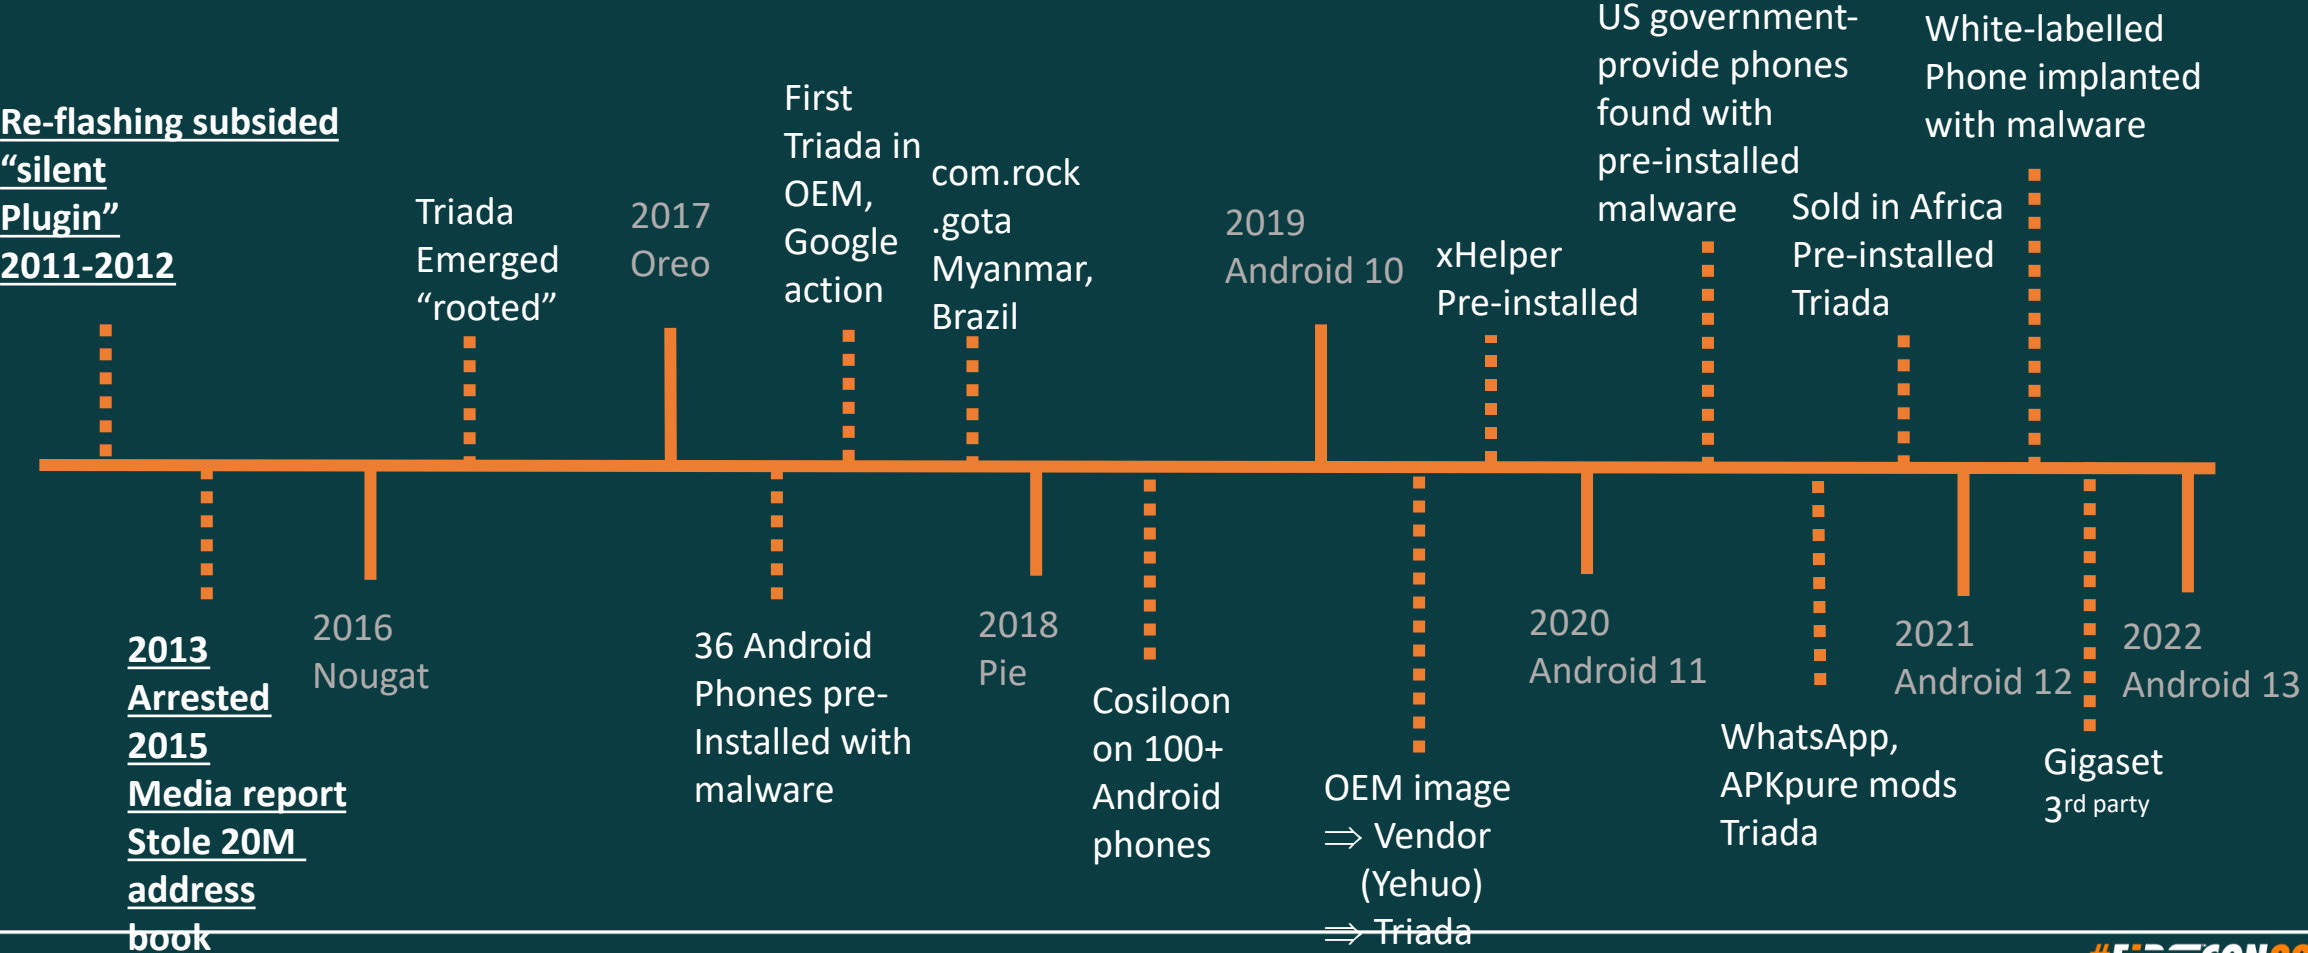 Re-flashing subsided
“silent
Plugin”
2011-2012
2013
Arrested
2015
Media report
Stole 20M
address
book
2016
Nougat
Triada
Emerged
“rooted”
2017
Oreo
36 Android
Phones pre-
Installed with
malware
First
Triada in
OEM,
Google
action
com.rock
.gota
Myanmar,
Brazil
2018
Pie
Cosiloon
on 100+
Android
phones
2019
Android 10
OEM image
⇒ Vendor
(Yehuo)
⇒ Triada
xHelper
Pre-installed
2020
Android 11
US government-
provide phones
found with
pre-installed
malware
WhatsApp,
APKpure mods
Triada
Sold in Africa
Pre-installed
Triada
2021
Android 12
White-labelled
Phone implanted
with malware
Gigaset
3rd party
2022
Android 13